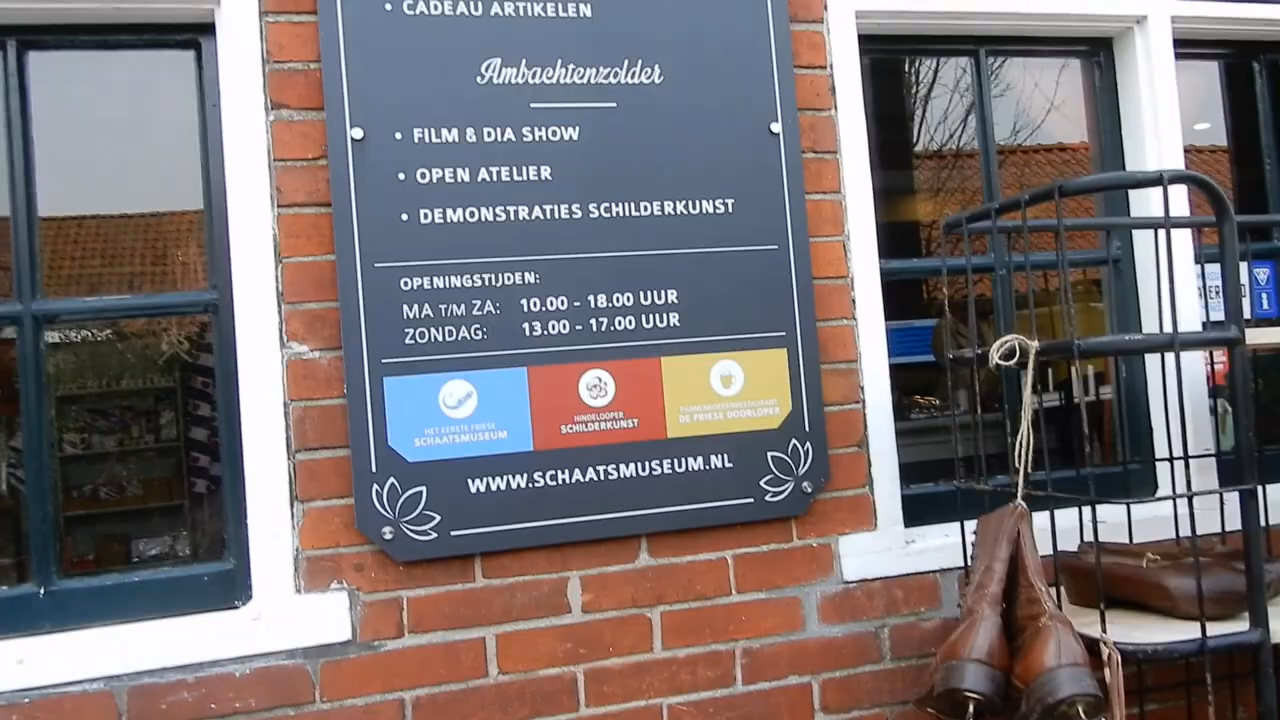 • CADEAU ARTIKELEN
Ambachtenzolder
• FILM & DIA SHOW
• OPEN ATELIER
• DEMONSTRATIES SCHILDERKUNST
OPENINGSTIJDEN:
MA T/M ZA: 10.00 - 18.00 UUR
ZONDAG: 13.00 - 17.00 UUR
HET EERSTE FRIESE
SCHAATSMUSEUM
HINDELOOPER
SCHILDERKUNST
PANNENKOEKENRESTAURANT
DE FRIESE DOORLOPER
WWW.SCHAATSMUSEUM.NL